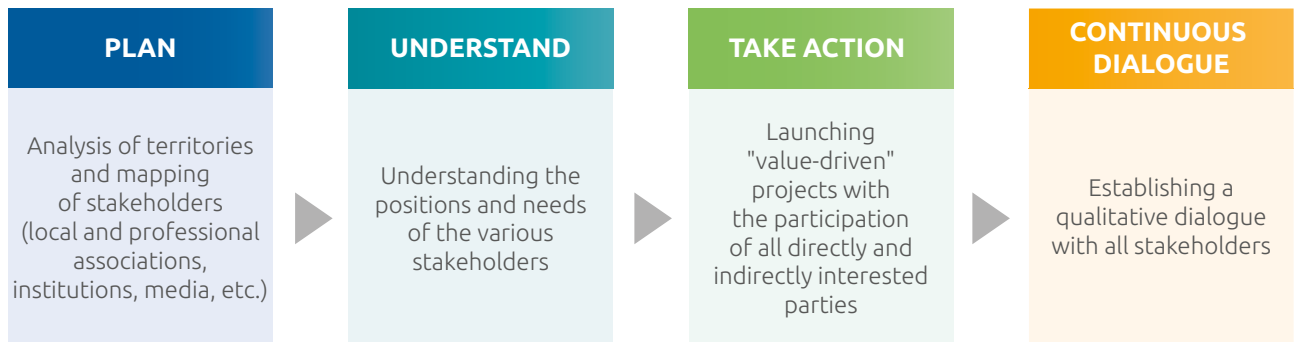 PLAN
Analysis of territories
and mapping
of stakeholders
(local and professional
associations,
institutions, media, etc.)
UNDERSTAND
Understanding the
positions and needs
of the various
stakeholders
TAKE ACTION
Launching
"value-driven"
projects with
the participation
of all directly and
indirectly interested
parties
CONTINUOUS
DIALOGUE
Establishing a
qualitative dialogue
with all stakeholders